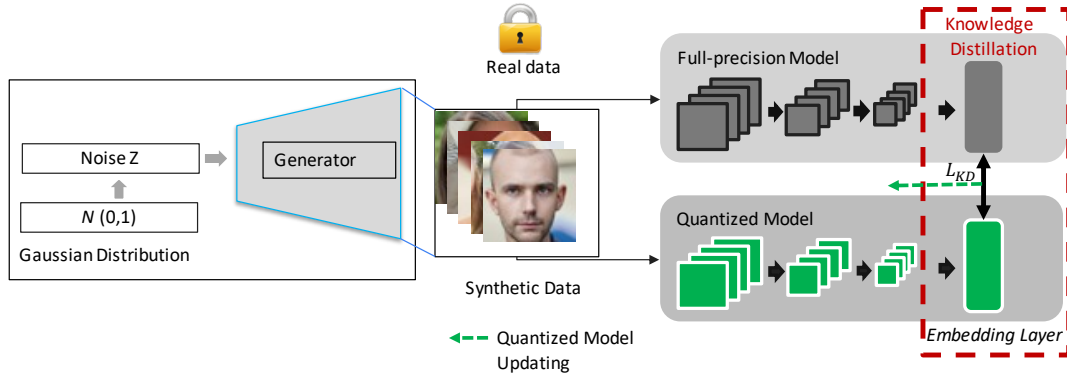 Real data
Noise Z
N (0,1)
Gaussian Distribution
Generator
Synthetic Data
Quantized Model
Updating
Full-precision Model
Knowledge
Distillation
L_KD
Quantized Model
Embedding Layer